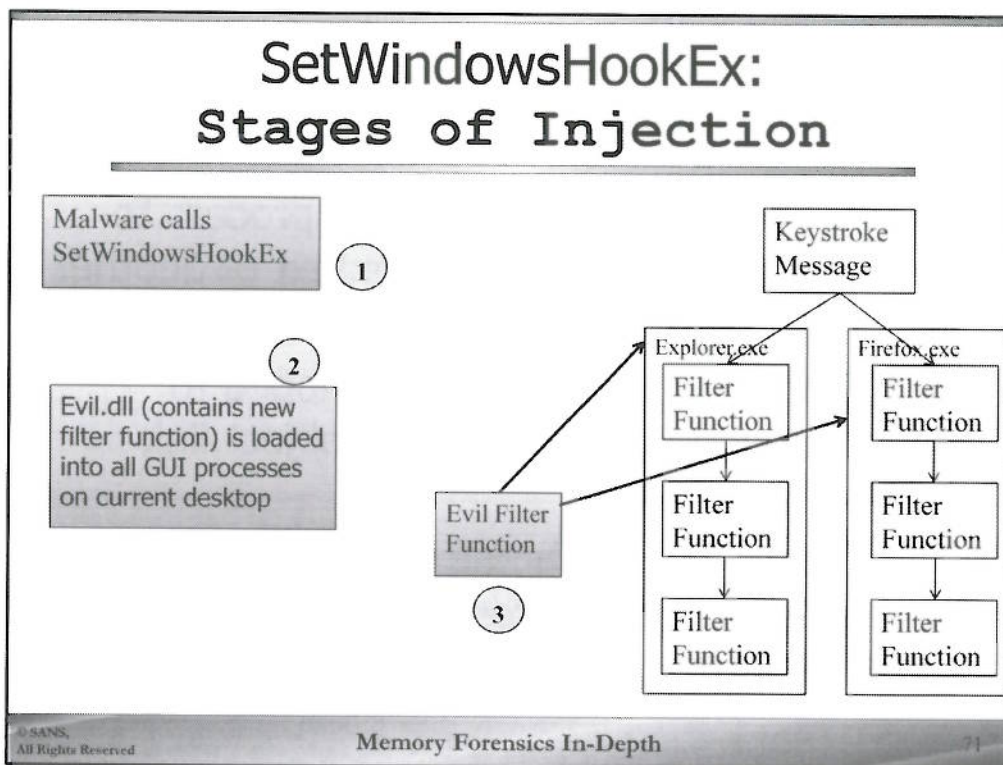 SetWindowsHookEx:
Stages of Injection
Malware calls
SetWindowsHookEx
1
2
Evil.dll (contains new
filter function) is loaded
into all GUI processes
on current desktop
Evil Filter
Function
3
Keystroke
Message
Explorer.exe
Filter
Function
Filter
Function
Filter
Function
Firefox.exe
Filter
Function
Filter
Function
Filter
Function
© SANS,
All Rights Reserved
Memory Forensics In-Depth
71